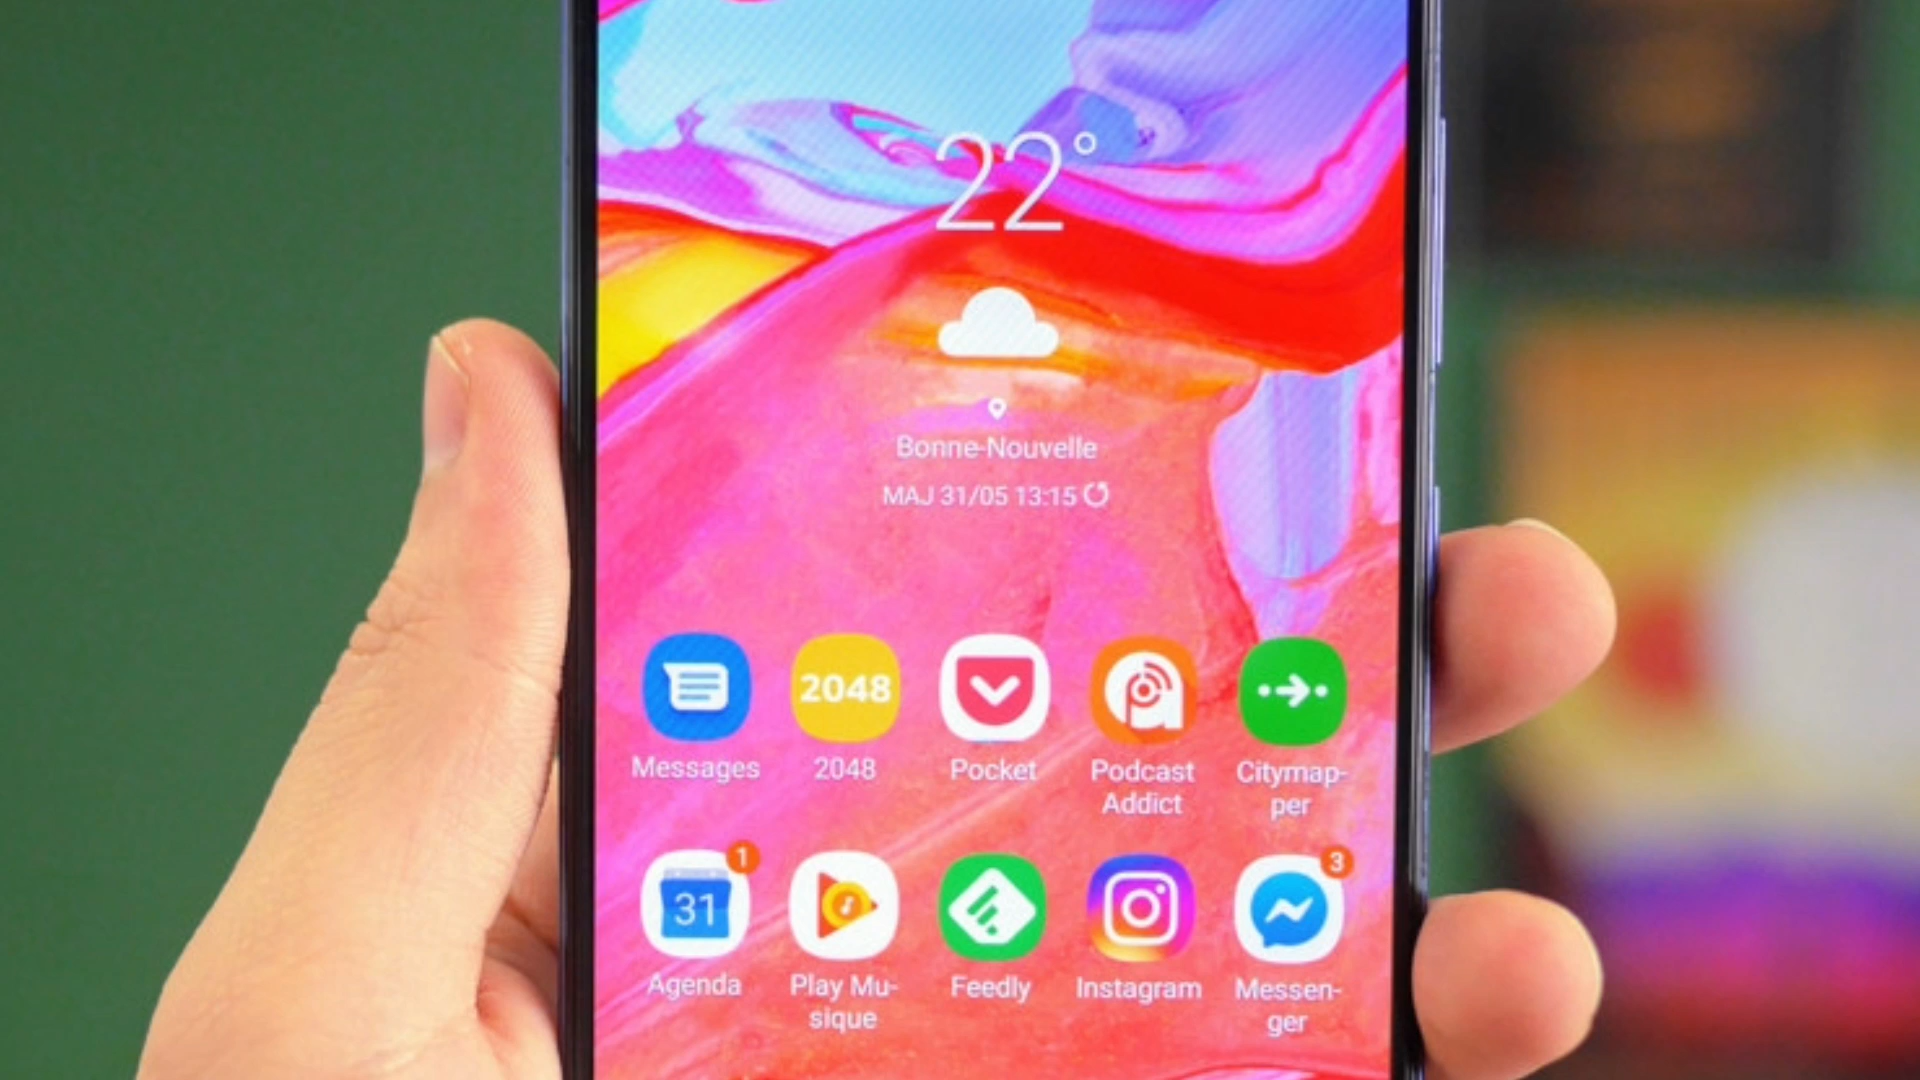 22°
Bonne-Nouvelle
MAJ 31/05 13:15
2048
Messages
2048
Pocket
Podcast
Addict
Citymap-
per
1
3
31
Agenda
Play Mu-
sique
Feedly
Instagram
Messen-
ger